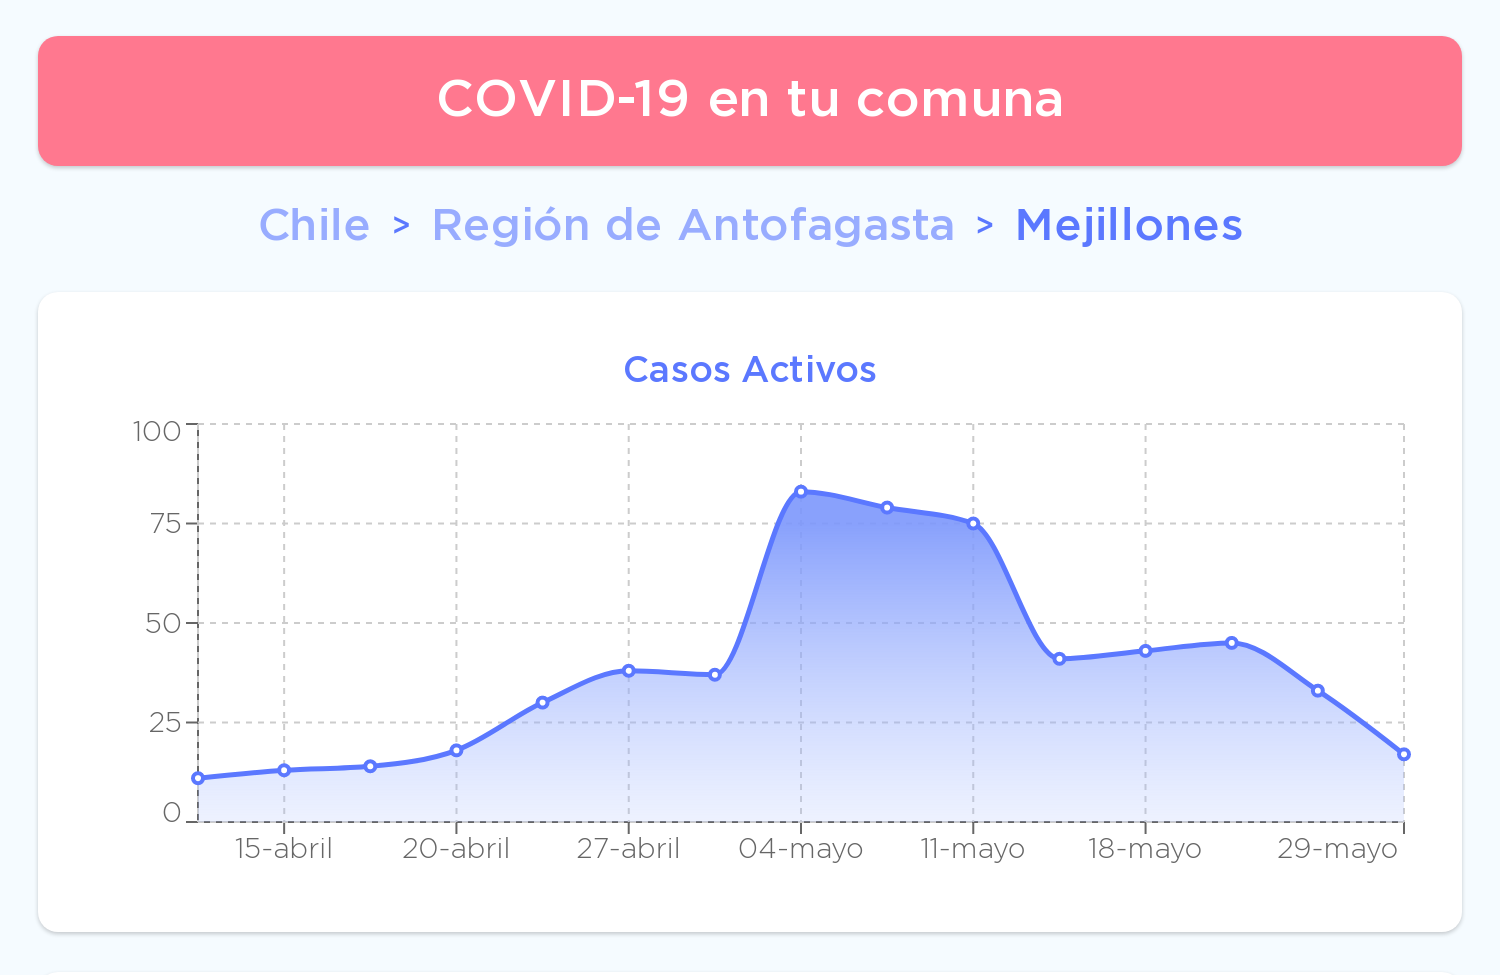 COVID-19 en tu comuna
Chile > Región de Antofagasta > Mejillones
Casos Activos
100
75
50
25
0
15-abril 20-abril 27-abril 04-mayo 11-mayo 18-mayo 29-mayo